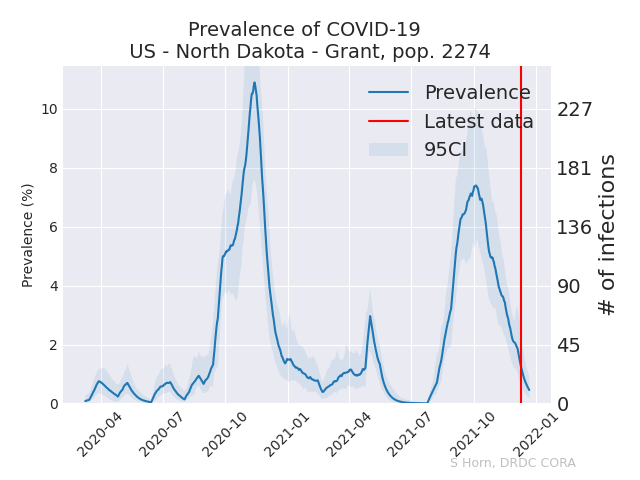 Prevalence of COVID-19
US - North Dakota - Grant, pop. 2274
Prevalence
Latest data
95CI
Prevalence (%)
10
8
6
4
2
0
227
181
136
90
45
0
# of infections
2020-04
2020-07
2020-10
2021-01
2021-04
2021-07
2021-10
2022-01
S Horn, DRDC CORA